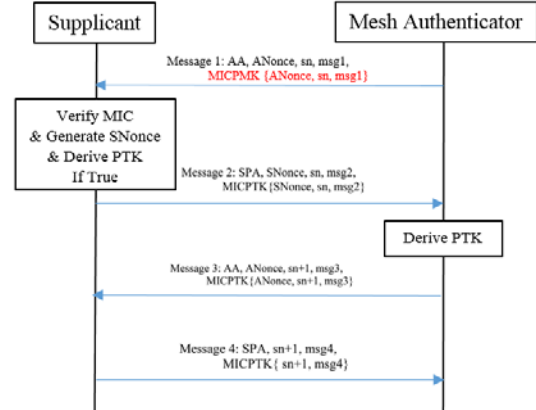 Supplicant
Mesh Authenticator
Message 1: AA, ANonce, sn, msg1,
MICPMK {ANonce, sn, msg1}
Verify MIC
& Generate SNonce
& Derive PTK
If True
Message 2: SPA, SNonce, sn, msg2,
MICPTK{SNonce, sn, msg2}
Derive PTK
Message 3: AA, ANonce, sn+1, msg3,
MICPTK{ANonce, sn+1, msg3}
Message 4: SPA, sn+1, msg4,
MICPTK{ sn+1, msg4}